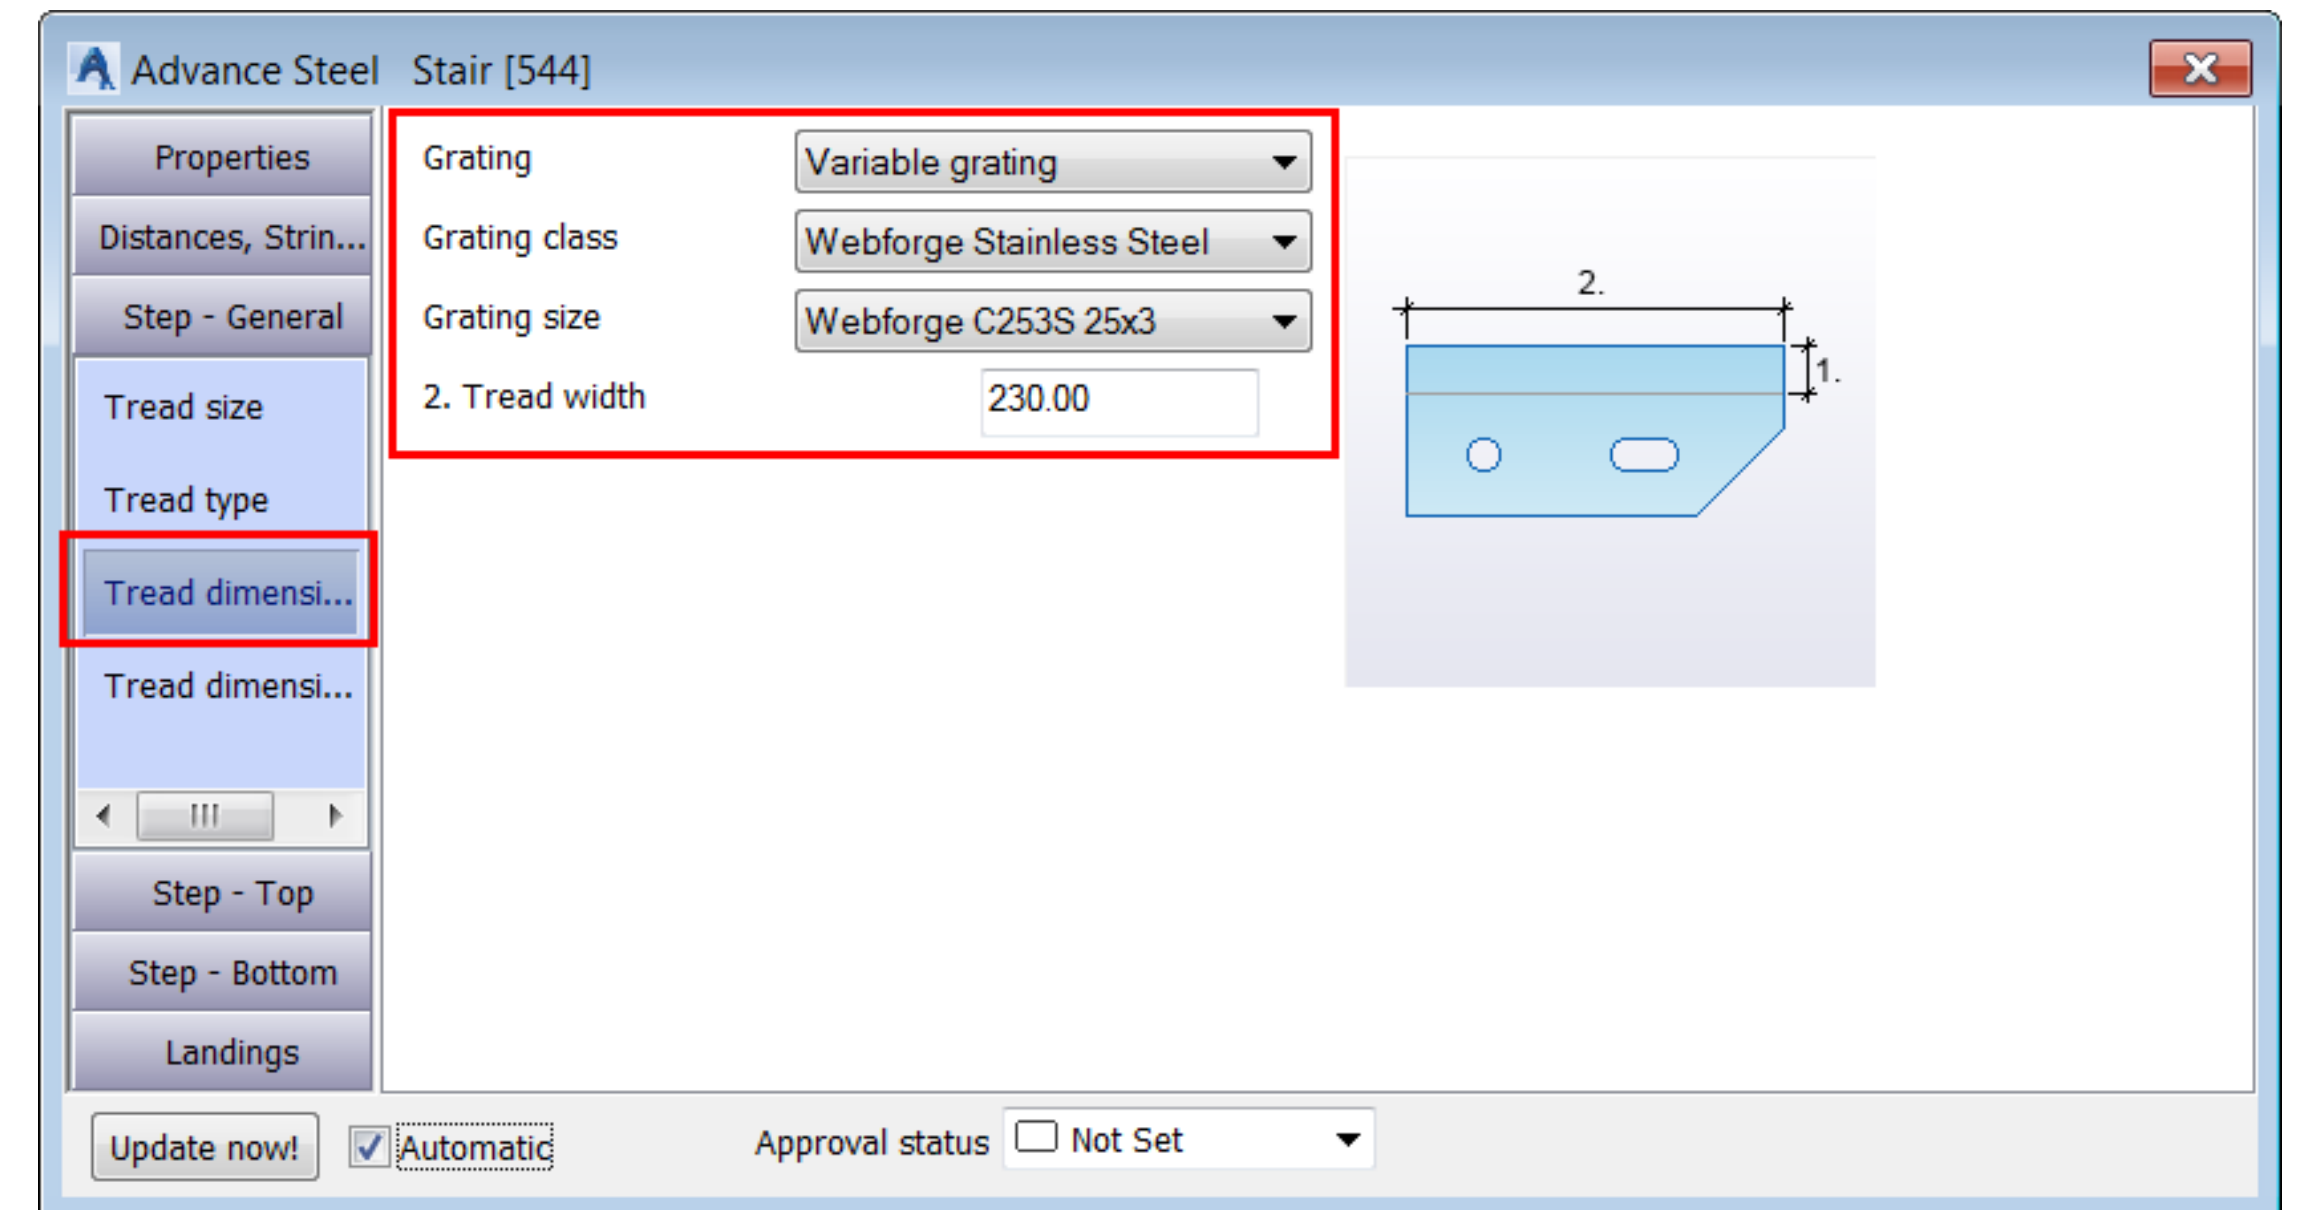 Advance Steel Stair [544]
Properties
Distances, Strin...
Step - General
Tread size
Tread type
Tread dimensi...
Tread dimensi...
Step - Top
Step - Bottom
Landings
Grating Variable grating
Grating class Webforge Stainless Steel
Grating size Webforge C253S 25x3
2. Tread width 230.00
2.
1.
Update now! Automatic Approval status Not Set